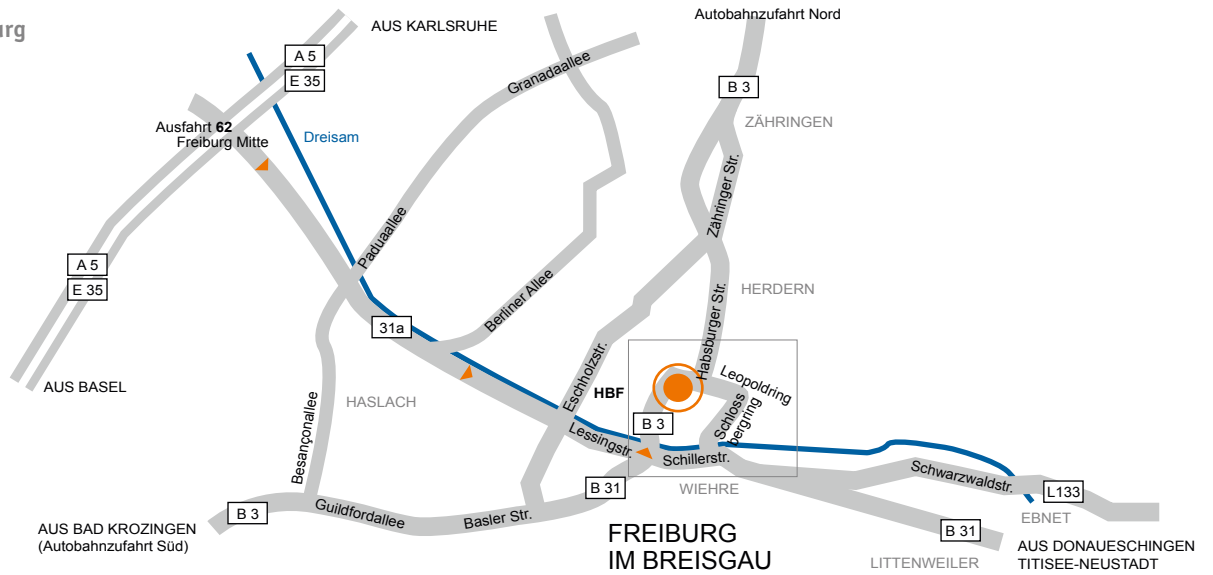 AUS KARLSRUHE
Autobahnzufahrt Nord
A 5
E 35
Granadaallee
B 3
ZÄHRINGEN
Ausfahrt 62
Freiburg Mitte
Dreisam
Zähringer Str.
Paduaallee
A 5
E 35
Berliner Allee
HERDERN
31a
Habsburger Str.
Eschholzstr.
AUS BASEL
HASLACH
HBF
Leopoldring
Schloss
bergring
B 3
Besançonallee
Lessingstr.
Schillerstr.
Schwarzwaldstr.
B 31
WIEHRE
L133
B 3
Guildfordallee
Basler Str.
EBNET
AUS BAD KROZINGEN
(Autobahnzufahrt Süd)
FREIBURG
IM BREISGAU
B 31
LITTENWEILER
AUS DONAUESCHINGEN
TITISEE-NEUSTADT